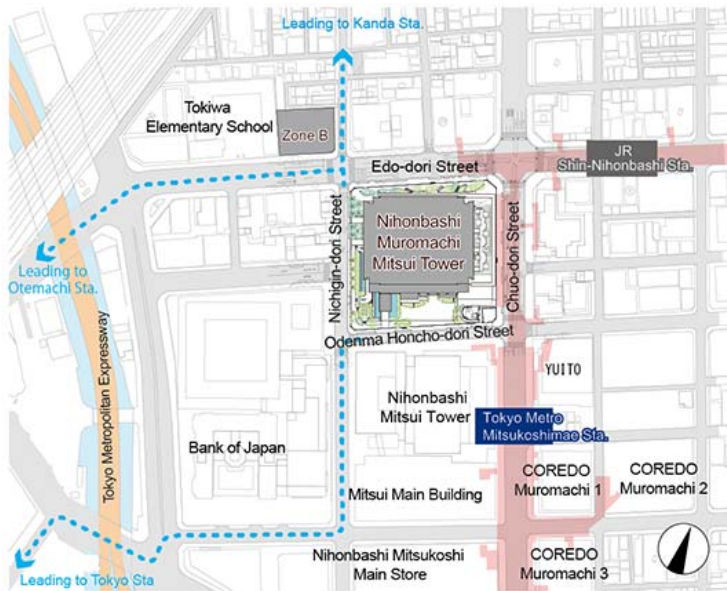 Leading to Kanda Sta.
Tokiwa
Elementary School
Zone B
Edo-dori Street
JR
Shin-Nihonbashi Sta.
Nihonbashi
Muromachi
Mitsui Tower
Nichigin-dori Street
Chuo-dori Street
Leading to
Otemachi Sta.
Odenma Honcho-dori Street
Tokyo Metropolitan Expressway
YUITO
Nihonbashi
Mitsui Tower
Tokyo Metro
Mitsukoshimae Sta.
Bank of Japan
Mitsui Main Building
COREDO
Muromachi 1
COREDO
Muromachi 2
Nihonbashi Mitsukoshi
Main Store
COREDO
Muromachi 3
Leading to Tokyo Sta